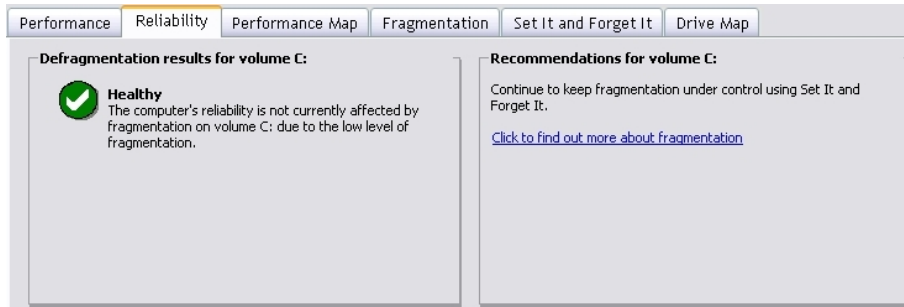 Performance
Reliability
Performance Map
Fragmentation
Set It and Forget It
Drive Map
Defragmentation results for volume C:
Healthy
The computer's reliability is not currently affected by
fragmentation on volume C: due to the low level of
fragmentation.
Recommendations for volume C:
Continue to keep fragmentation under control using Set It and
Forget It.
Click to find out more about fragmentation